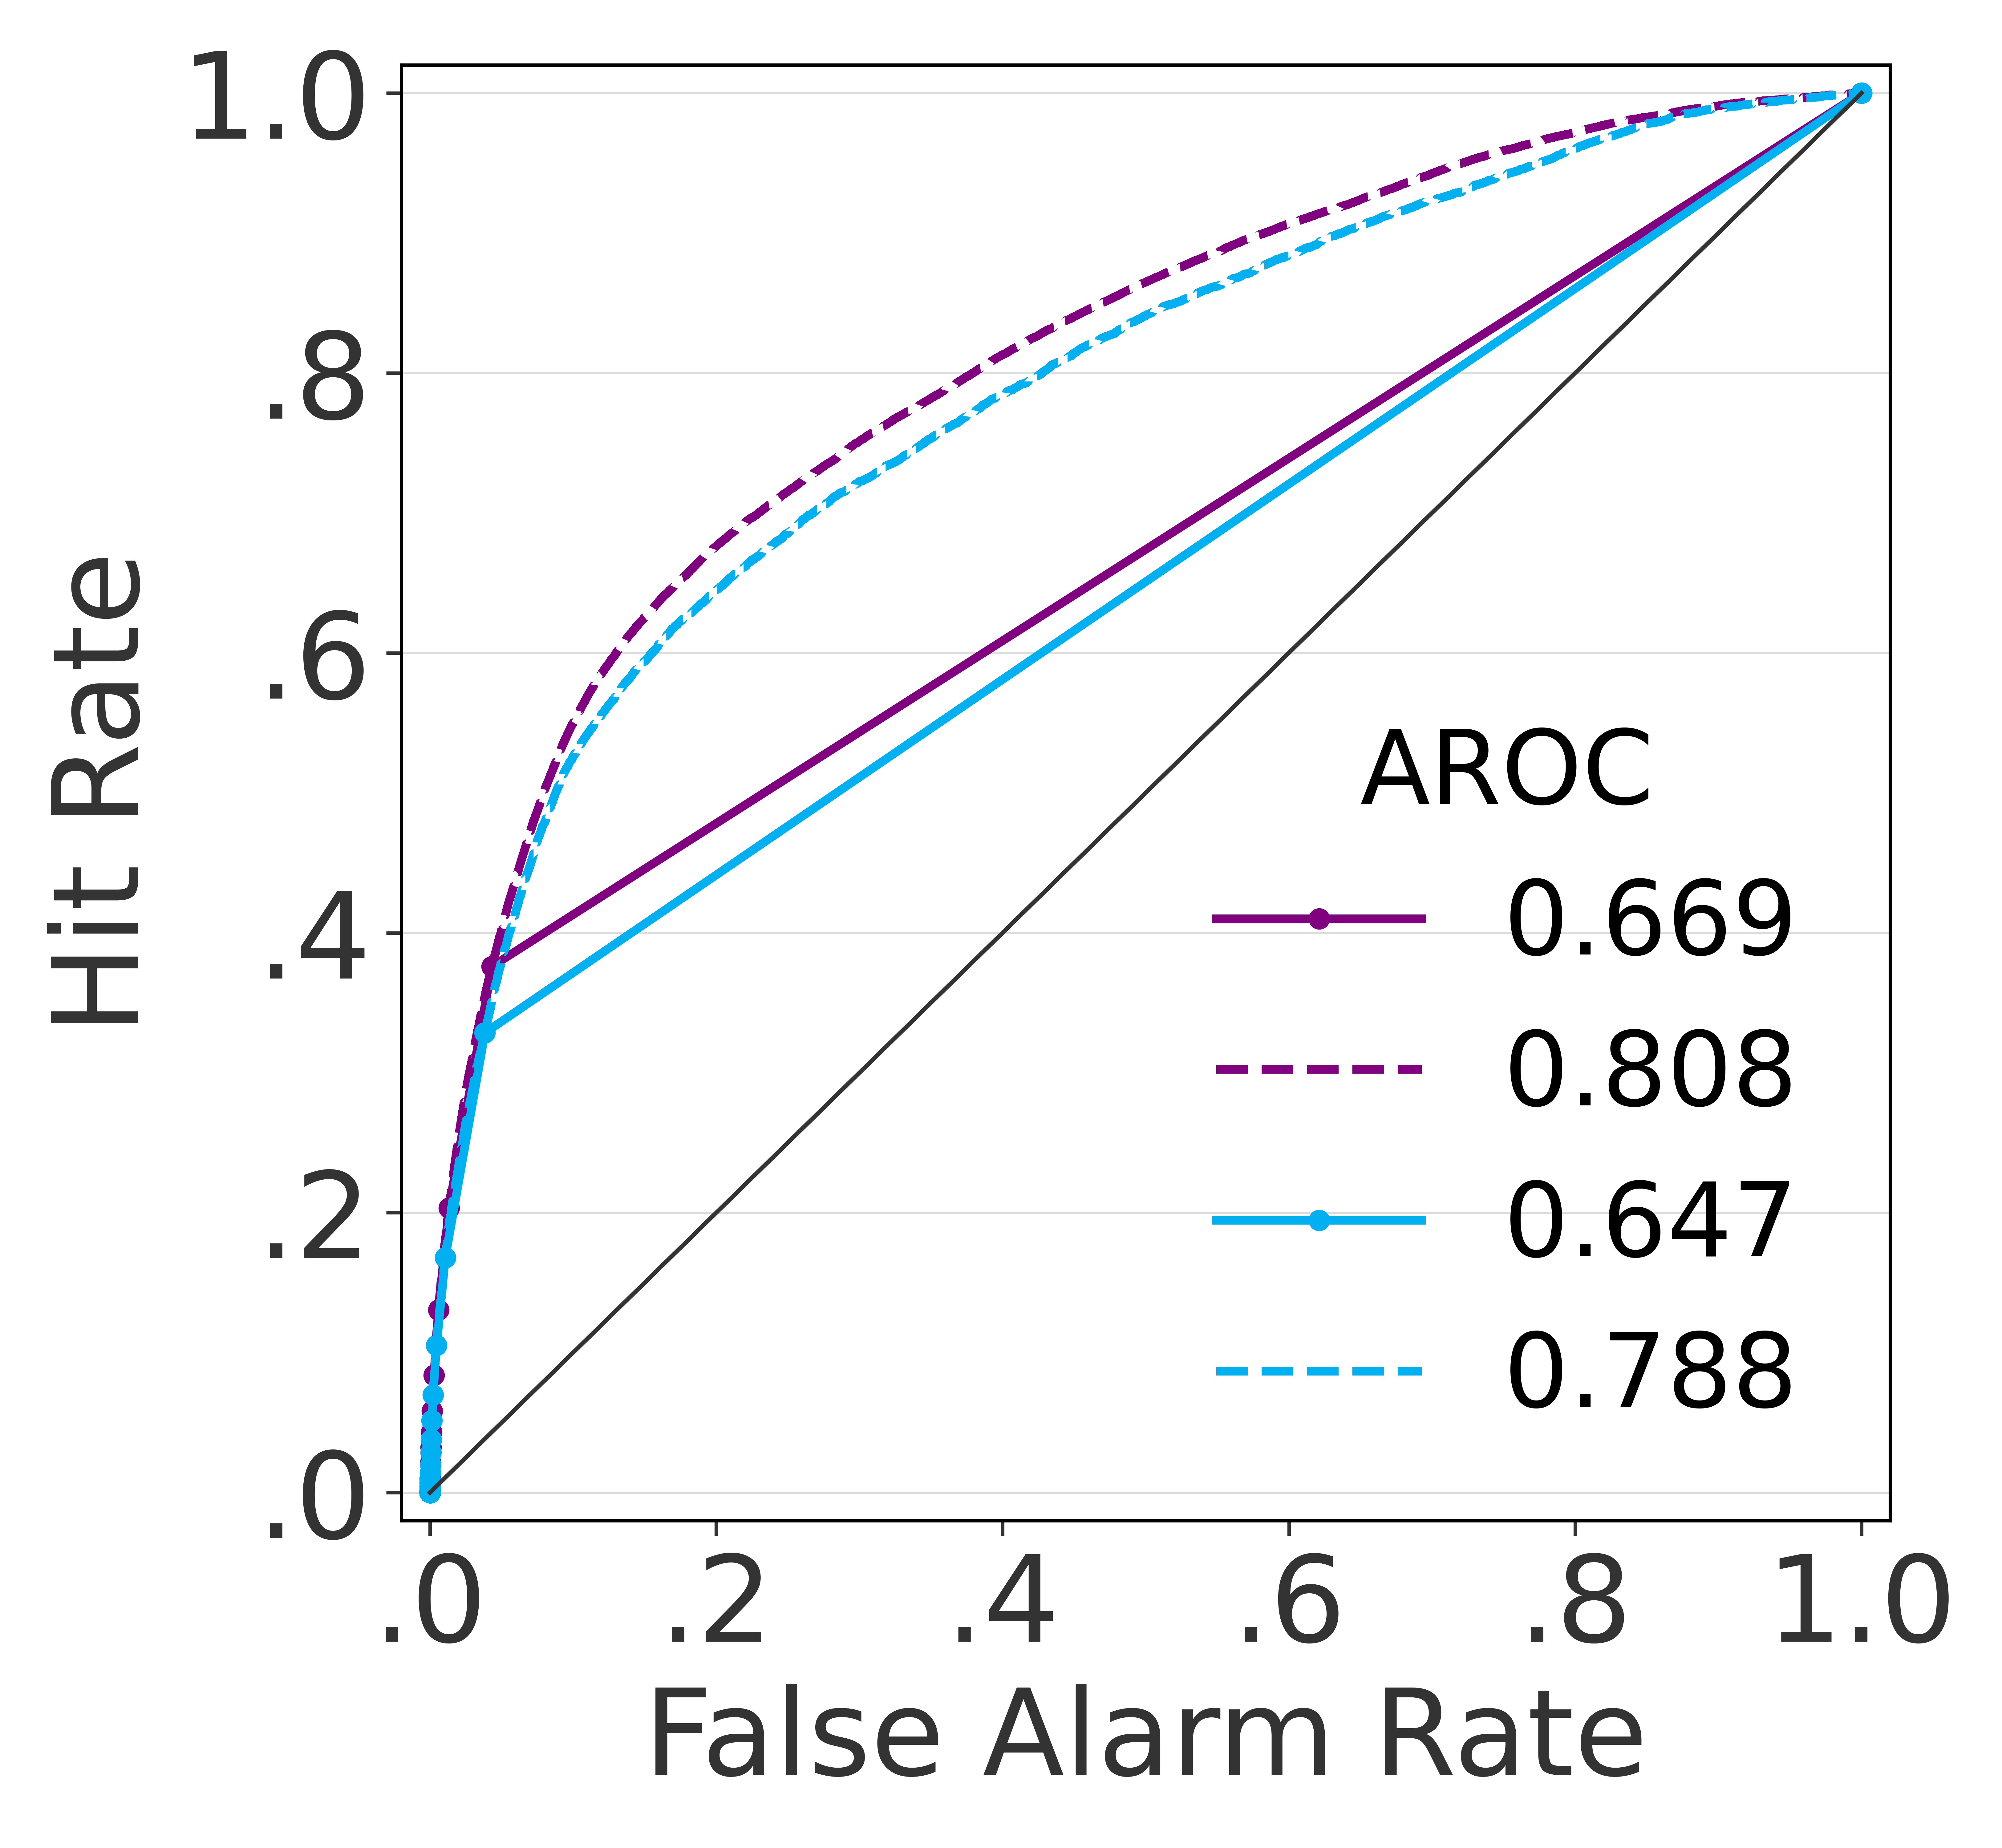 1.0
.8
.6
.4
.2
.0
Hit Rate
AROC
0.669
0.808
0.647
0.788
.0 .2 .4 .6 .8 1.0
False Alarm Rate